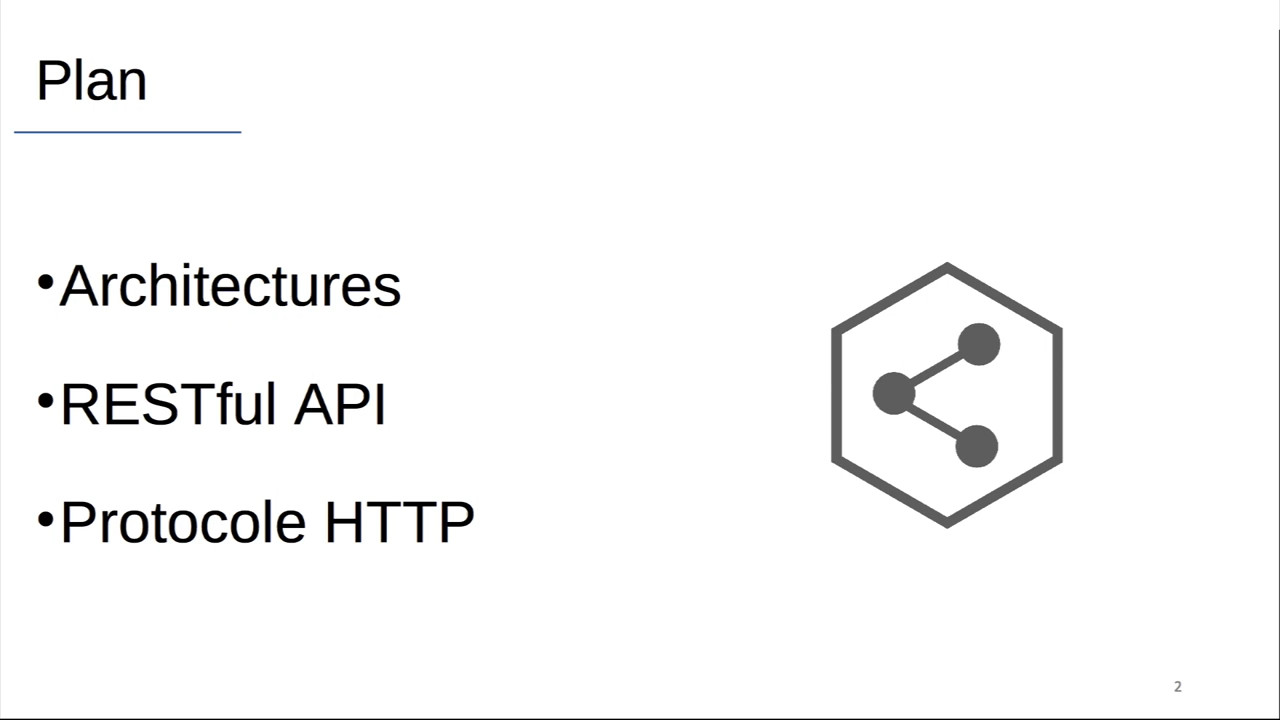 Plan
•Architectures
•RESTful API
•Protocole HTTP
2